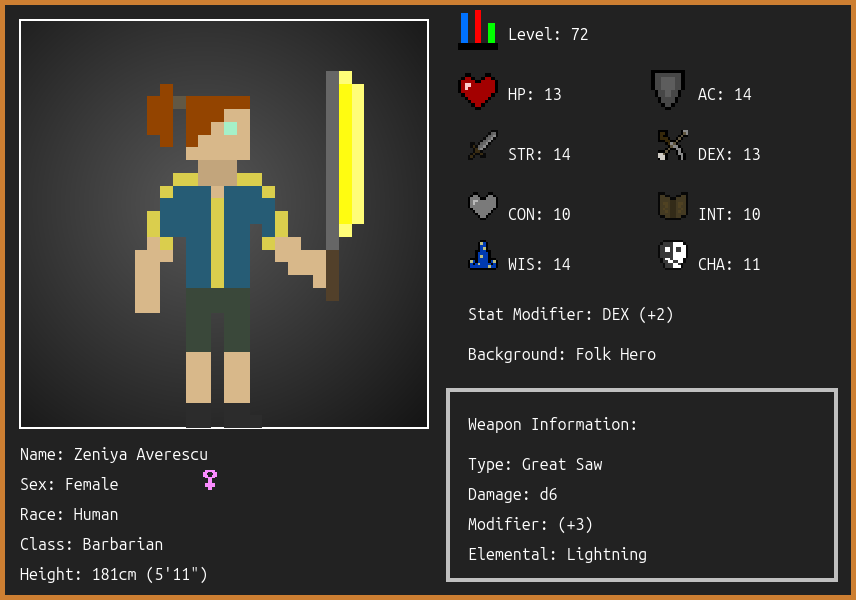 Level: 72
HP: 13
AC: 14
STR: 14
DEX: 13
CON: 10
INT: 10
WIS: 14
CHA: 11
Stat Modifier: DEX (+2)
Background: Folk Hero
Weapon Information:
Type: Great Saw
Damage: d6
Modifier: (+3)
Elemental: Lightning
Name: Zeniya Averescu
Sex: Female
Race: Human
Class: Barbarian
Height: 181cm (5'11")